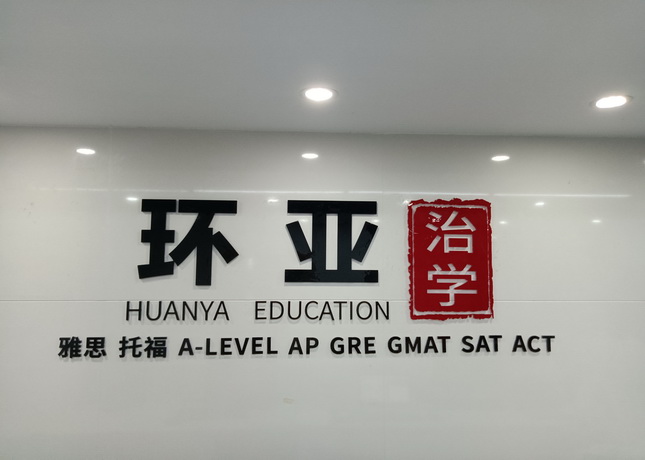 环亚
治学
HUANYA EDUCATION
雅思 托福 A-LEVEL AP GRE GMAT SAT ACT